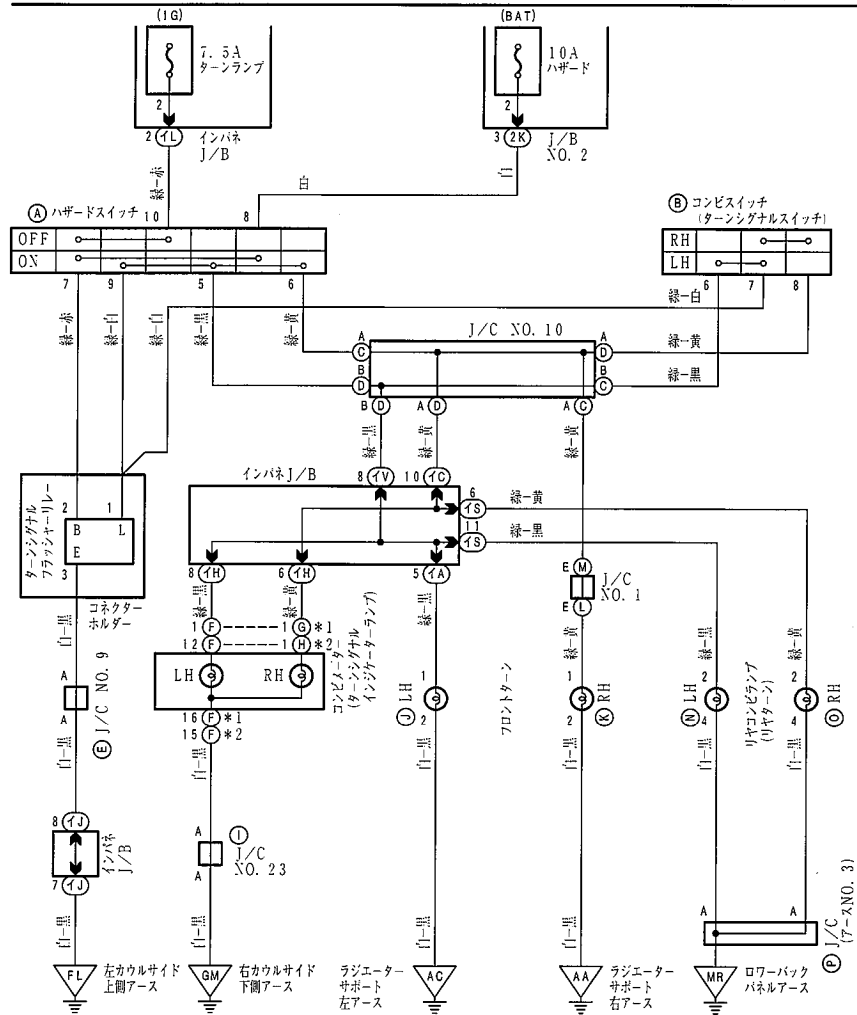 (IG)
(BAT)
7.5A
ターンランプ
10A
ハザード
2
2
2 イL インパネ
J/B
3 2K J/B
NO.2
緑―赤
白
白
A ハザードスイッチ 10 8
B コンビスイッチ
(ターンシグナルスイッチ)
OFF
ON
RH
LH
7 9 5 6
6 7 8
緑―赤
緑―白
緑―白
緑―黒
緑―黄
緑―白
J/C NO.10
緑―黄
緑―黒
A C
A D
B D
B C
B D A D A C
緑―黒
緑―黄
緑―黄
インパネJ/B 8 イV 10 イC
6 イS 緑―黄
11 イS 緑―黒
ターンシグナル
フラッシャーリレー
2 1
B L
E
3
コネクター
ホルダー
8 イH 6 イH 5 イA
E M
J/C
NO.1
E L
緑―黒
緑―黄
緑―黒
緑―黄
緑―黒
緑―黄
1 F 1 G *1
12 F 1 H *2
LH RH
コンビメーター
(ターンシグナル
インジケーターランプ)
16 F *1
15 F *2
白―黒
A
A
E J/C NO.9
白―黒
1
J LH
2
フロントターン
1
K RH
2
2
N LH
4
リヤコンビランプ
(リヤターン)
2
O RH
4
白―黒
白―黒
白―黒
白―黒
白―黒
8 イJ
インパネ
J/B
7 イJ
A I
J/C
A NO.23
A A
P J/C
(アースNO.3)
白―黒
白―黒
FL 左カウルサイド
上側アース
GM 右カウルサイド
下側アース
ラジエーター
サポート
左アース
AC
AA ラジエーター
サポート
右アース
MR ロワーバック
パネルアース